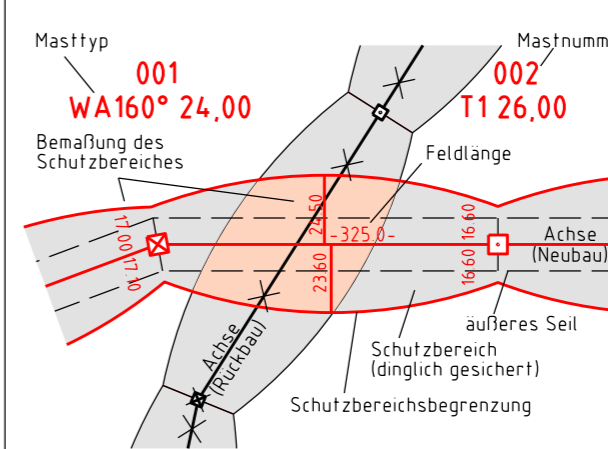 Masttyp
Mastnumm
001
WA160° 24,00
002
T1 26,00
Bemaßung des
Schutzbereiches
Feldlänge
24.50
-325.0-
23.60
17.00 17.10
16.60 16.60
Achse
(Neubau)
äußeres Seil
Achse
(Rückbau)
Schutzbereich
(dinglich gesichert)
Schutzbereichsbegrenzung